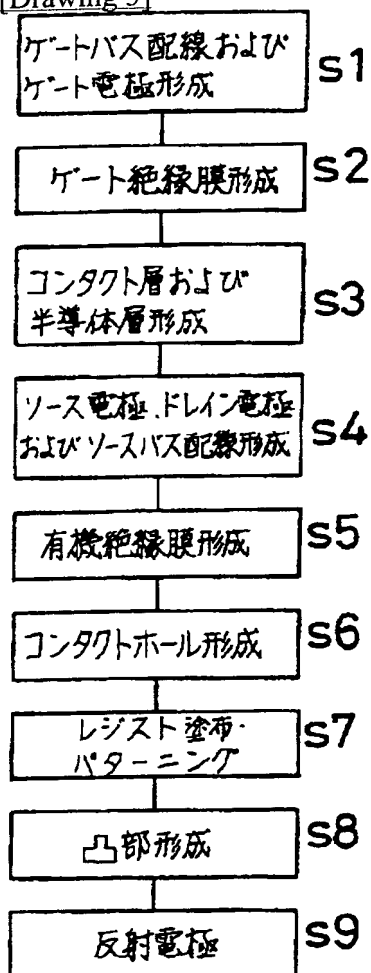 ゲートバス配線および
ゲート電極形成
s1
ゲート絶縁膜形成
s2
コンタクト層および
半導体層形成
s3
ソース電極、ドレイン電極
およびソースバス配線形成
s4
有機絶縁膜形成
s5
コンタクトホール形成
s6
レジスト塗布・
パターニング
s7
凸部形成
s8
反射電極
s9